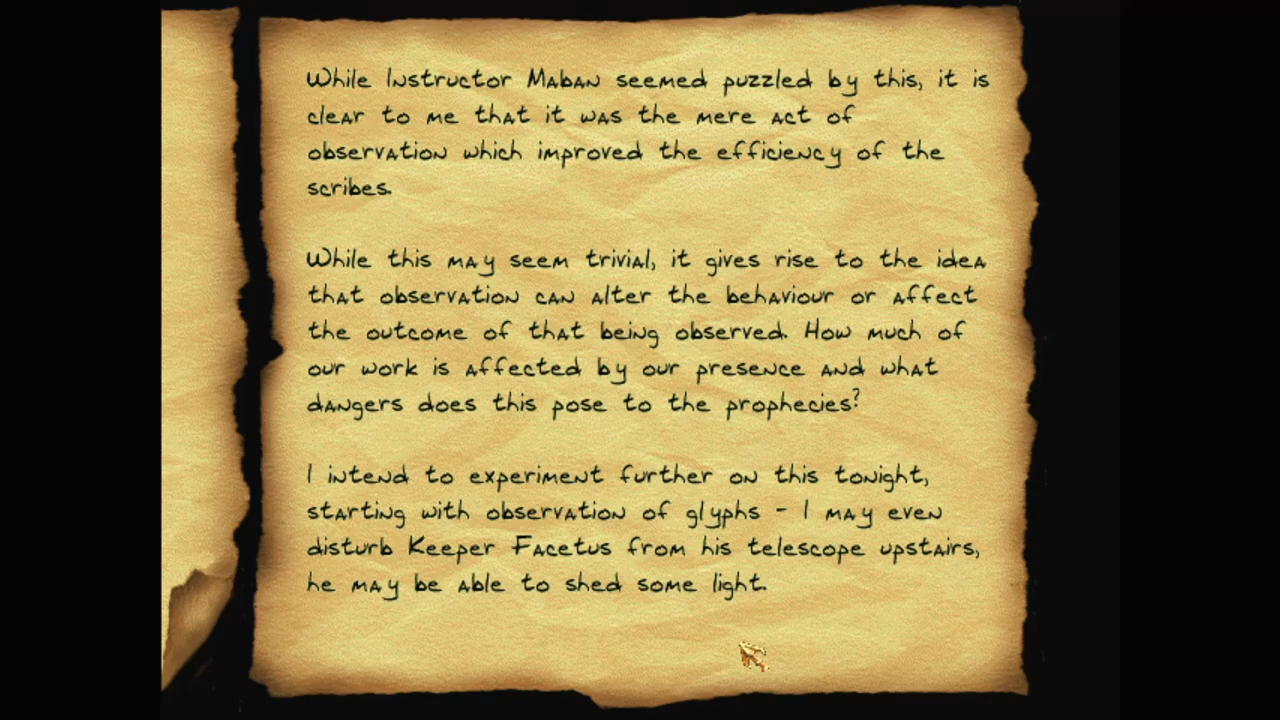 While Instructor Maban seemed puzzled by this, it is
clear to me that it was the mere act of
observation which improved the efficiency of the
scribes.
While this may seem trivial, it gives rise to the idea
that observation can alter the behaviour or affect
the outcome of that being observed. How much of
our work is affected by our presence and what
dangers does this pose to the prophecies?
I intend to experiment further on this tonight,
starting with observation of glyphs - I may even
disturb Keeper Facetus from his telescope upstairs,
he may be able to shed some light.